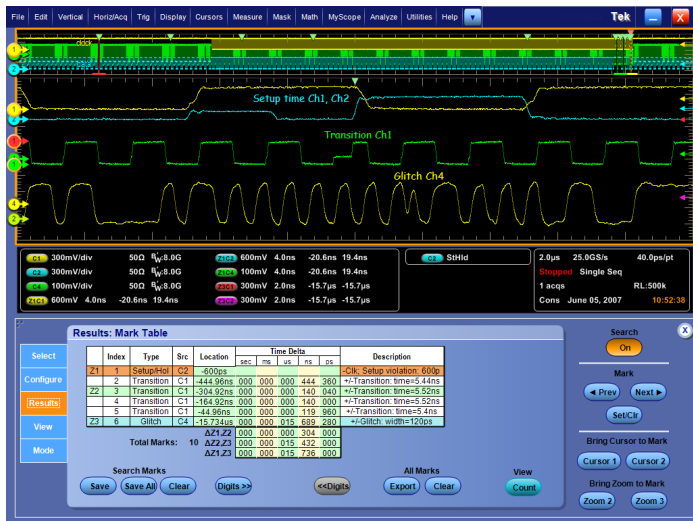 File Edit Vertical Horiz/Acq Trig Display Cursors Measure Mask Math MyScope Analyze Utilities Help Tek X
clock
Setup time Ch1, Ch2
Transition Ch1
Glitch Ch4
C1 300mV/div 50Ω BW:8.0G Z1C2 600mV 4.0ns -20.6ns 19.4ns C2 StHld 2.0µs 25.0GS/s 40.0ps/pt
C2 300mV/div 50Ω BW:8.0G Z1C4 100mV 4.0ns -20.6ns 19.4ns Stopped Single Seq
C4 100mV/div 50Ω BW:8.0G Z3C1 300mV 2.0ns -15.7µs -15.7µs 1 acqs RL:500k
Z1C1 600mV 4.0ns -20.6ns 19.4ns 300mV 2.0ns -15.7µs -15.7µs Cons June 05, 2007 10:52:38
Results: Mark Table
Search
On
Mark
Prev Next
Set/Clr
Bring Cursor to Mark
Cursor 1 Cursor 2
Bring Zoom to Mark
Zoom 2 Zoom 3
X
Select
Configure
Results
View
Mode
Index Type Src Location Time Delta Description
sec ms us ns ps
Z1 1 Setup/Hol C2 -600ps -Clk; Setup violation: 600p
2 Transition C1 -444.96ns 000 000 000 444 360 +/-Transition: time=5.44ns
Z2 3 Transition C1 -304.92ns 000 000 000 140 040 +/-Transition: time=5.52ns
4 Transition C1 -164.92ns 000 000 000 140 000 +/-Transition: time=5.52ns
5 Transition C1 -44.96ns 000 000 000 119 960 +/-Transition: time=5.4ns
Z3 6 Glitch C4 -15.734us 000 000 015 689 280 +/-Glitch: width=120ps
Total Marks: 10
ΔZ1,Z2 000 000 000 304 000
ΔZ2,Z3 000 000 015 432 000
ΔZ1,Z3 000 000 015 736 000
Search Marks All Marks View
Save Save All Clear Digits >> <<Digits Export Clear Count